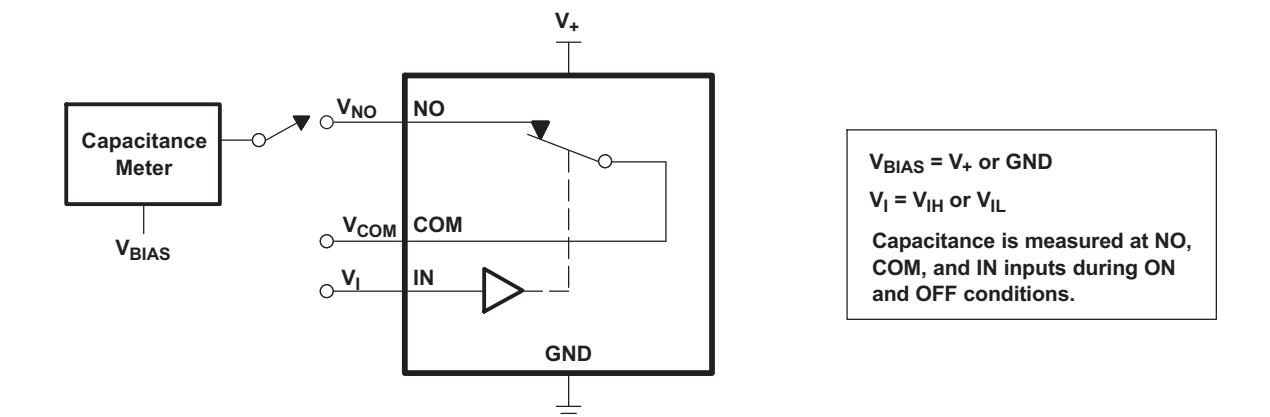 V+
Capacitance
Meter
VBIAS
VNO
NO
VCOM
COM
VI
IN
GND
VBIAS = V+ or GND
VI = VIH or VIL
Capacitance is measured at NO,
COM, and IN inputs during ON
and OFF conditions.